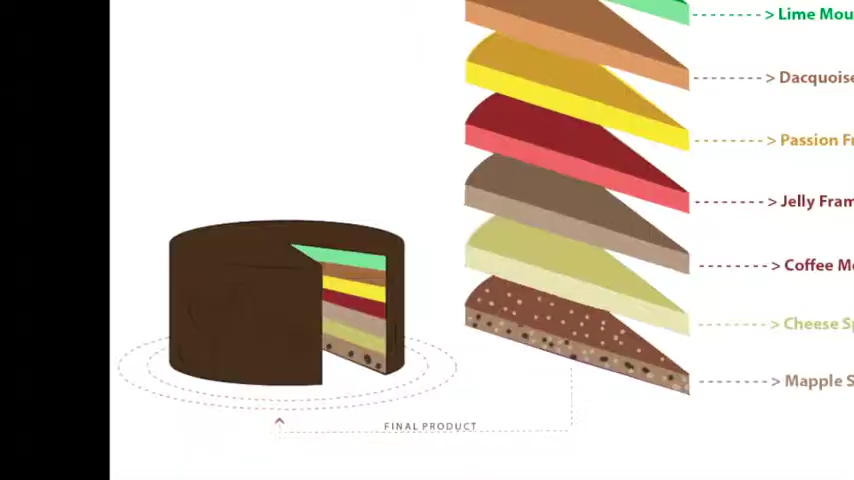 > Lime Mou
> Dacquoise
> Passion Fr
> Jelly Fram
> Coffee Mo
> Cheese Sp
> Mapple S
FINAL PRODUCT